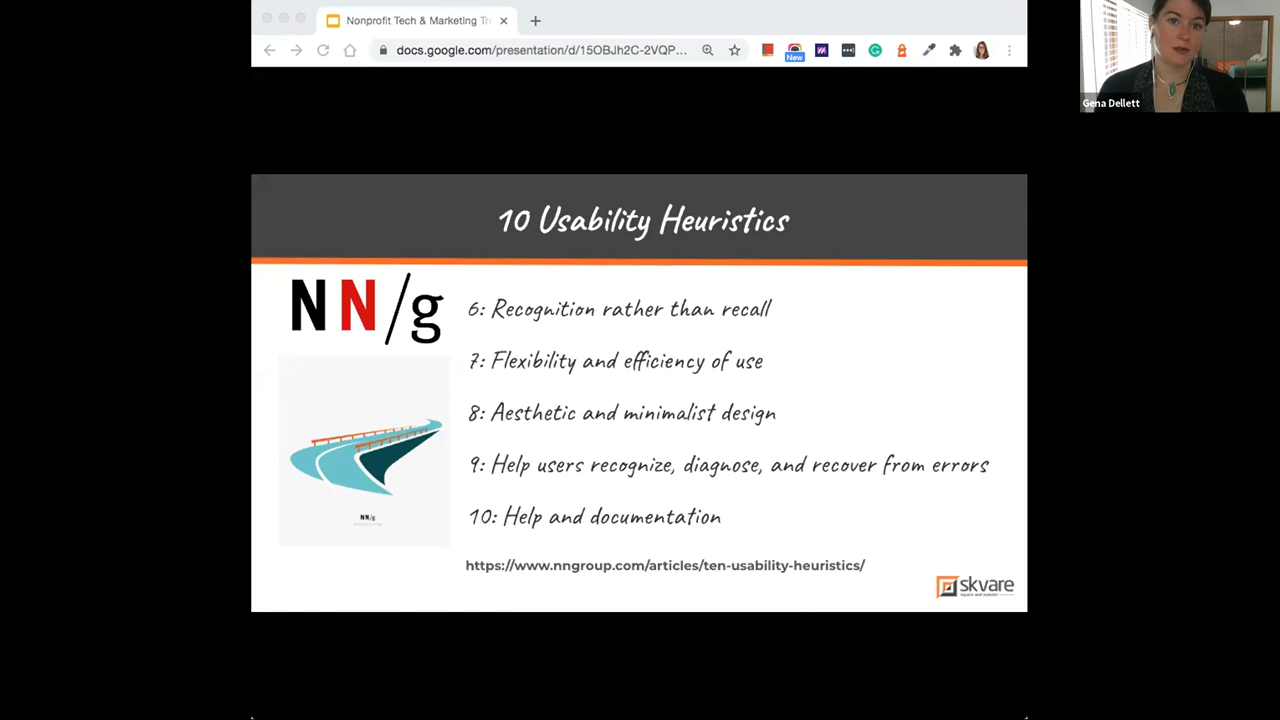 Nonprofit Tech & Marketing Tr
docs.google.com/presentation/d/15OBJh2C-2VQP...
New
Gena Dellett
10 Usability Heuristics
NN/g
6: Recognition rather than recall
7: Flexibility and efficiency of use
8: Aesthetic and minimalist design
9: Help users recognize, diagnose, and recover from errors
NN/g
10: Help and documentation
https://www.nngroup.com/articles/ten-usability-heuristics/
skvare